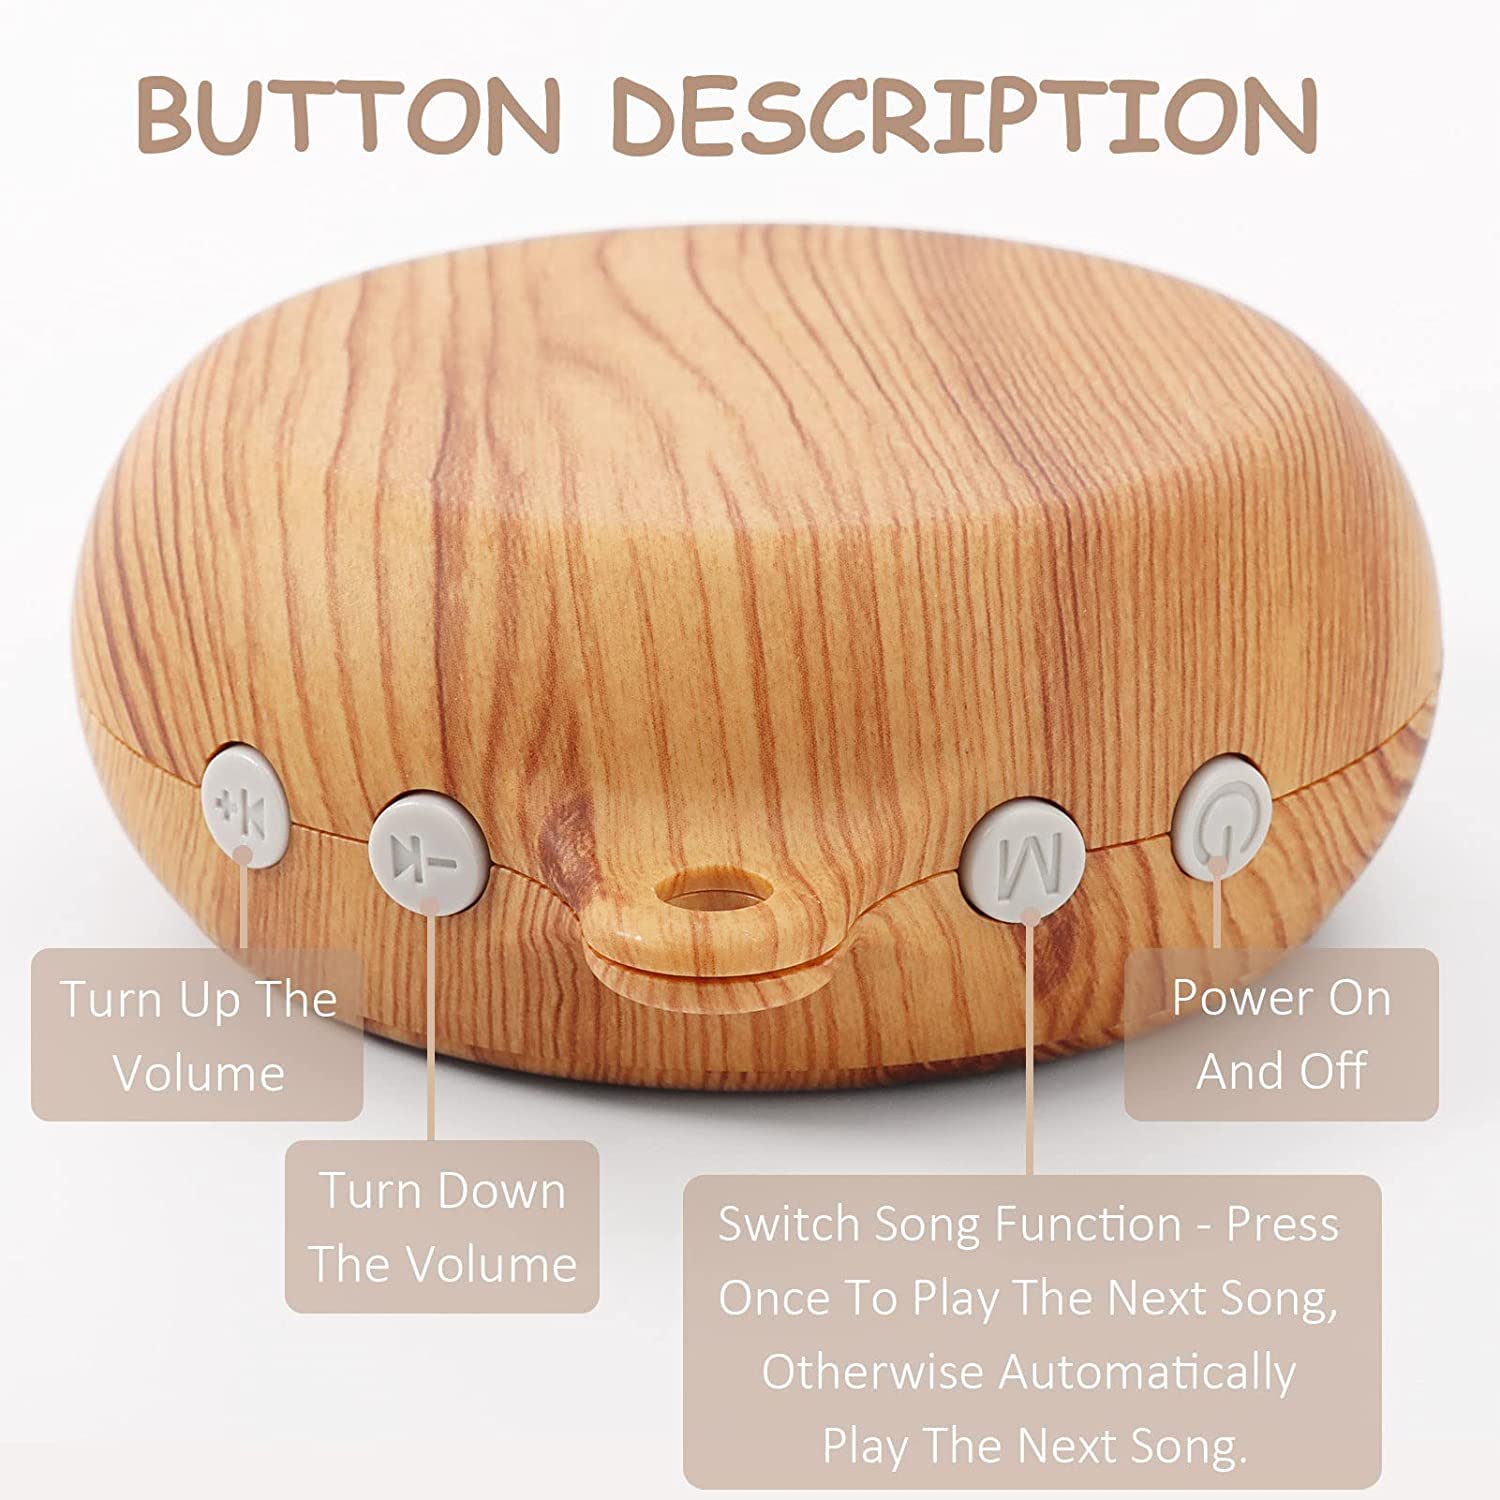 BUTTON DESCRIPTION
M
Turn Up The
Volume
Turn Down
The Volume
Switch Song Function - Press
Once To Play The Next Song,
Otherwise Automatically
Play The Next Song.
Power On
And Off